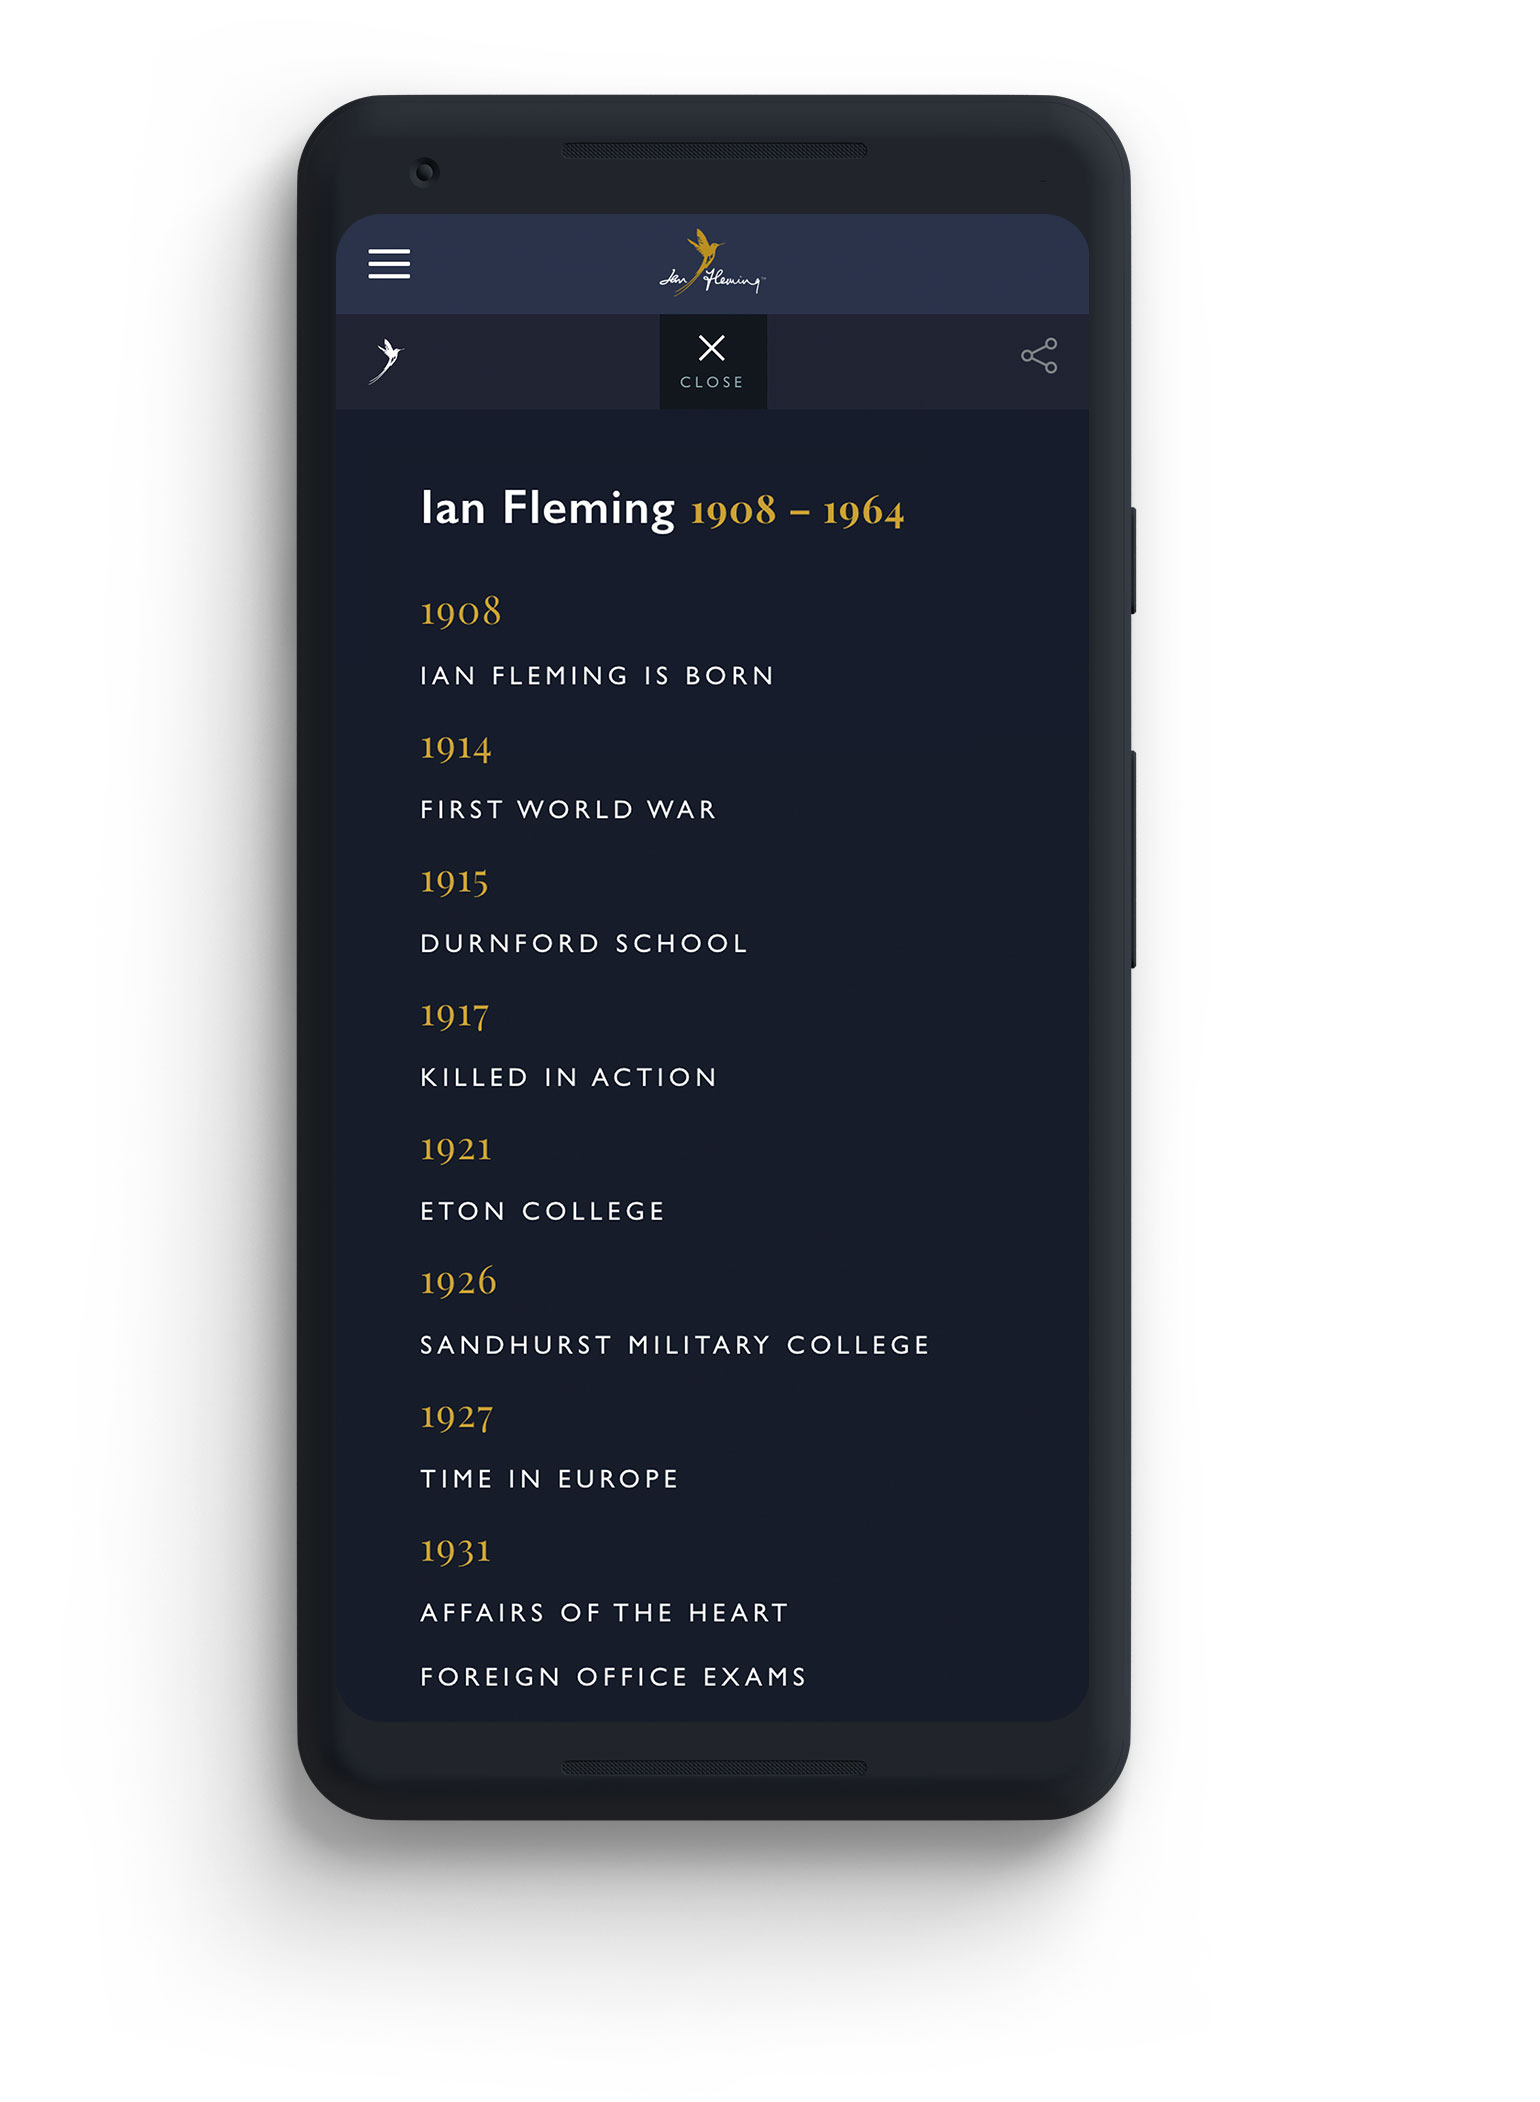 Ian Fleming™
CLOSE
Ian Fleming 1908 – 1964
1908
IAN FLEMING IS BORN
1914
FIRST WORLD WAR
1915
DURNFORD SCHOOL
1917
KILLED IN ACTION
1921
ETON COLLEGE
1926
SANDHURST MILITARY COLLEGE
1927
TIME IN EUROPE
1931
AFFAIRS OF THE HEART
FOREIGN OFFICE EXAMS